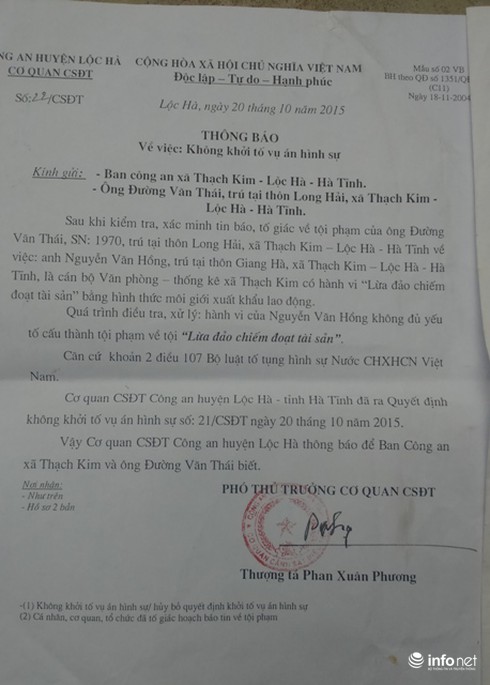 NG AN HUYỆN LỘC HÀ
CƠ QUAN CSĐT
Số: 22/CSĐT
CỘNG HÒA XÃ HỘI CHỦ NGHĨA VIỆT NAM
Độc lập – Tự do – Hạnh phúc
Lộc Hà, ngày 20 tháng 10 năm 2015
Mẫu số 02 VB
BH theo QĐ số 1351/QĐ
(C11)
Ngày 18-11-2004
THÔNG BÁO
Về việc: Không khởi tố vụ án hình sự
Kính gửi: - Ban công an xã Thạch Kim - Lộc Hà - Hà Tĩnh.
- Ông Đường Văn Thái, trú tại thôn Long Hải, xã Thạch Kim -
Lộc Hà - Hà Tĩnh.
Sau khi kiểm tra, xác minh tin báo, tố giác về tội phạm của ông Đường
Văn Thái, SN: 1970, trú tại thôn Long Hải, xã Thạch Kim – Lộc Hà - Hà Tĩnh về
việc: anh Nguyễn Văn Hồng, trú tại thôn Giang Hà, xã Thạch Kim – Lộc Hà - Hà
Tĩnh, là cán bộ Văn phòng – thống kê xã Thạch Kim có hành vi “Lừa đảo chiếm
đoạt tài sản” bằng hình thức môi giới xuất khẩu lao động.
Quá trình điều tra, xử lý: hành vi của Nguyễn Văn Hồng không đủ yếu
tố cấu thành tội phạm về tội “Lừa đảo chiếm đoạt tài sản”.
Căn cứ khoản 2 điều 107 Bộ luật tố tụng hình sự Nước CHXHCN Việt
Nam.
Cơ quan CSĐT Công an huyện Lộc Hà - tỉnh Hà Tĩnh đã ra Quyết định
không khởi tố vụ án hình sự số: 21/CSĐT ngày 20 tháng 10 năm 2015.
Vậy Cơ quan CSĐT Công an huyện Lộc Hà thông báo để Ban Công an
xã Thạch Kim và ông Đường Văn Thái biết.
Nơi nhận:
- Như trên
- Hồ sơ 2 bản
PHÓ THỦ TRƯỞNG CƠ QUAN CSĐT
Thượng tá Phan Xuân Phương
-(1) Không khởi tố vụ án hình sự/ hủy bỏ quyết định khởi tố vụ án hình sự
(2) Cá nhân, cơ quan, tổ chức đã tố giác hoặch báo tin về tội phạm
infonet